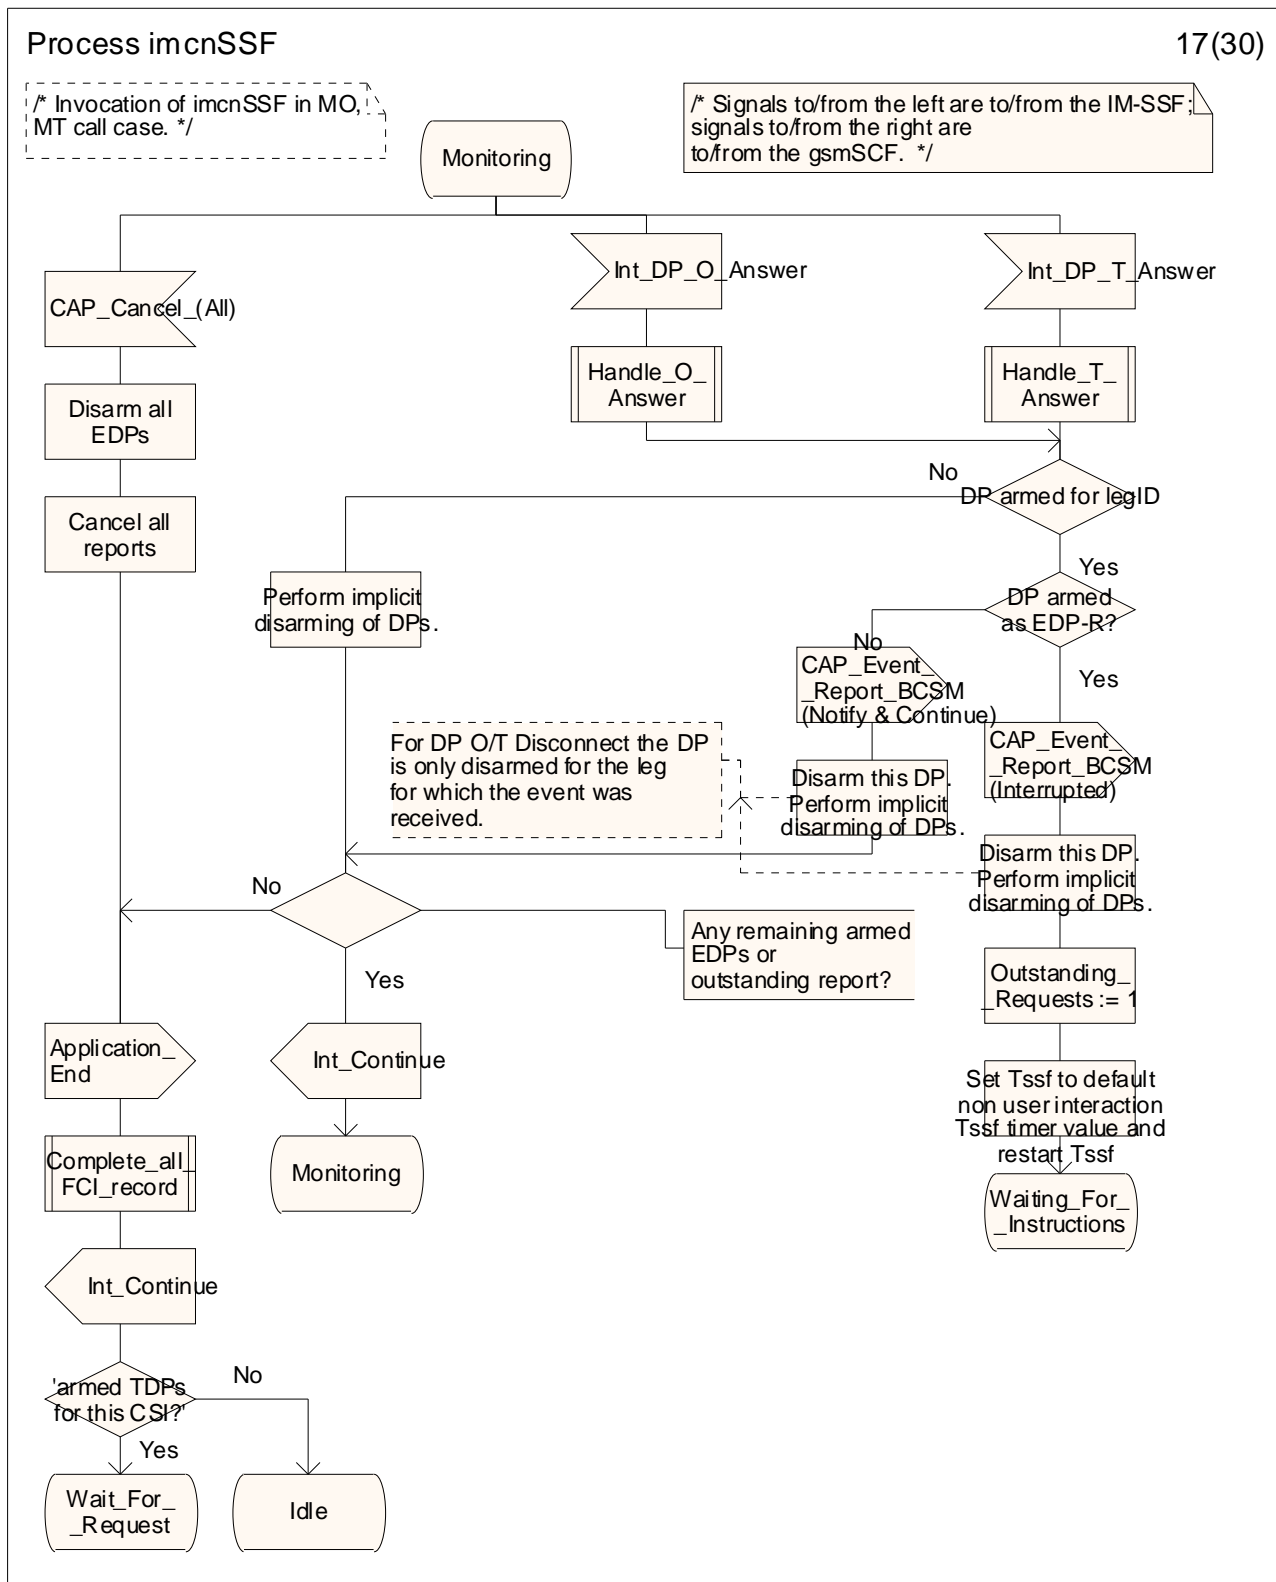 Process imcnSSF
17(30)
/* Invocation of imcnSSF in MO,
MT call case. */
/* Signals to/from the left are to/from the IM-SSF;
signals to/from the right are
to/from the gsmSCF. */
Monitoring
CAP_Cancel_(All)
Int_DP_O_Answer
Int_DP_T_Answer
Disarm all
EDPs
Handle_O_
Answer
Handle_T_
Answer
Cancel all
reports
No
DP armed for legID
Yes
Perform implicit
disarming of DPs.
DP armed
as EDP-R?
No
Yes
CAP_Event_
_Report_BCSM
(Notify & Continue)
CAP_Event_
_Report_BCSM
(Interrupted)
For DP O/T Disconnect the DP
is only disarmed for the leg
for which the event was
received.
Disarm this DP.
Perform implicit
disarming of DPs.
Disarm this DP.
Perform implicit
disarming of DPs.
No
Yes
Any remaining armed
EDPs or
outstanding report?
Outstanding_
_Requests := 1
Application_
End
Int_Continue
Set Tssf to default
non user interaction
Tssf timer value and
restart Tssf
Complete_all_
FCI_record
Monitoring
Waiting_For_
_Instructions
Int_Continue
'armed TDPs
for this CSI?'
No
Yes
Wait_For_
_Request
Idle